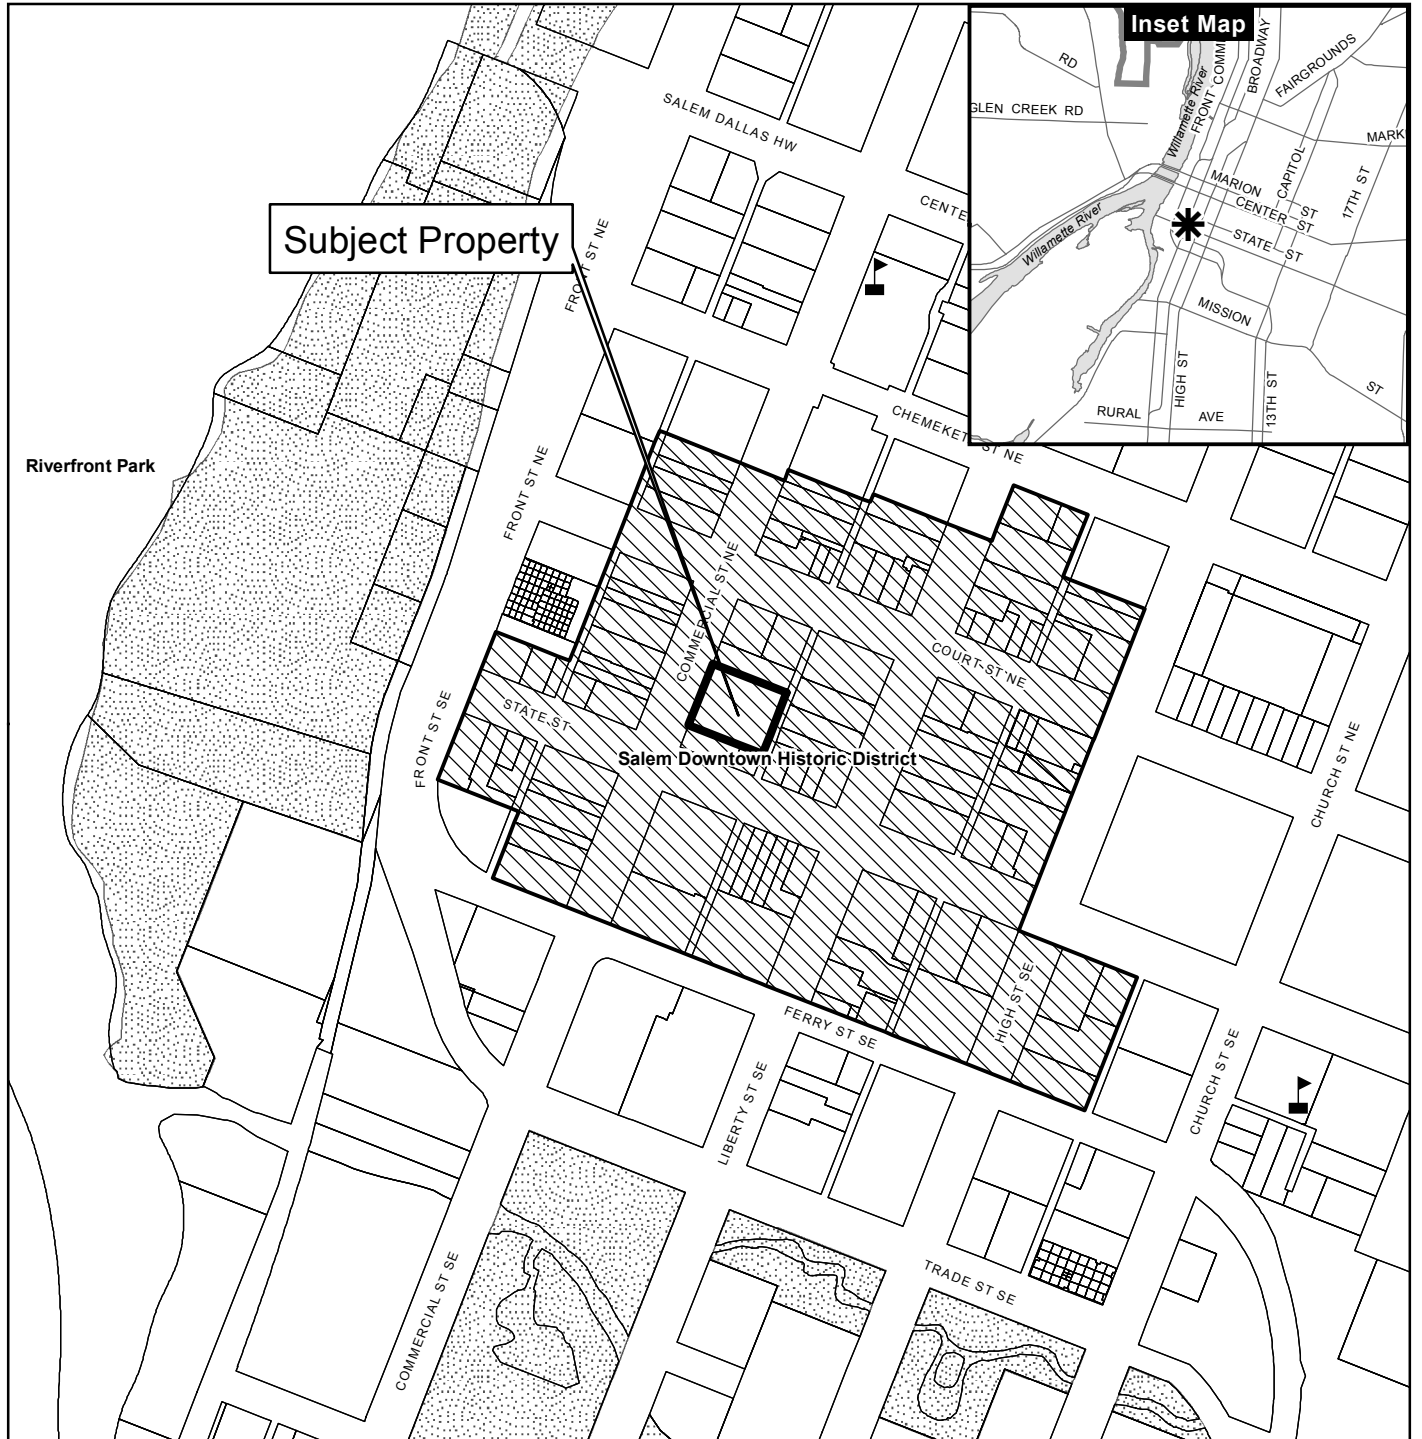 Inset Map
RD
GLEN CREEK RD
Willamette River
FRONT
COMM
BROADWAY
FAIRGROUNDS
MARK
CAPITOL
17TH ST
MARION ST
CENTER ST
STATE ST
Willamette River
MISSION ST
HIGH ST
13TH ST
RURAL AVE
SALEM DALLAS HW
CENTE
Subject Property
FRONT ST NE
CHEMEKET ST NE
Riverfront Park
FRONT ST NE
COMMERCIAL ST NE
COURT ST NE
STATE ST
FRONT ST SE
Salem Downtown Historic District
CHURCH ST NE
HIGH ST SE
FERRY ST SE
LIBERTY ST SE
CHURCH ST SE
COMMERCIAL ST SE
TRADE ST SE